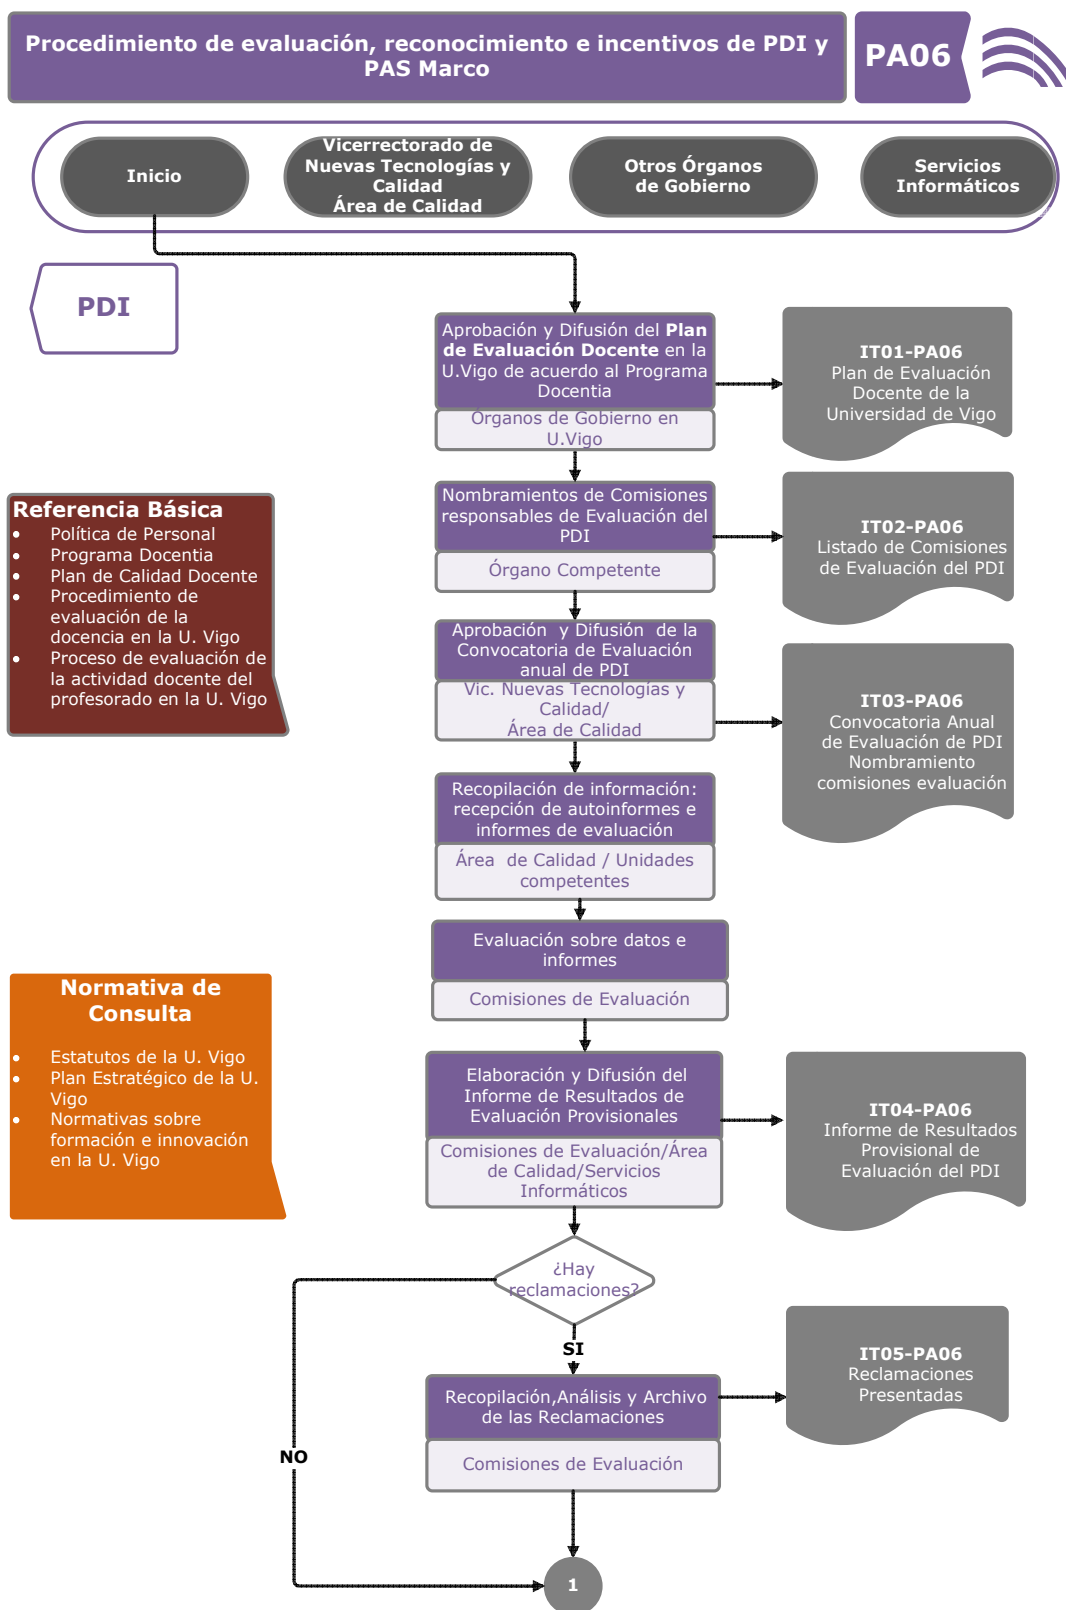 Procedimiento de evaluación, reconocimiento e incentivos de PDI y
PAS Marco
PA06
Inicio
Vicerrectorado de
Nuevas Tecnologías y
Calidad
Área de Calidad
Otros Órganos
de Gobierno
Servicios
Informáticos
PDI
Aprobación y Difusión del Plan
de Evaluación Docente en la
U.Vigo de acuerdo al Programa
Docentia
Órganos de Gobierno en
U.Vigo
IT01-PA06
Plan de Evaluación
Docente de la
Universidad de Vigo
Nombramientos de Comisiones
responsables de Evaluación del
PDI
Órgano Competente
IT02-PA06
Listado de Comisiones
de Evaluación del PDI
Referencia Básica
• Política de Personal
• Programa Docentia
• Plan de Calidad Docente
• Procedimiento de
evaluación de la
docencia en la U. Vigo
• Proceso de evaluación de
la actividad docente del
profesorado en la U. Vigo
Aprobación y Difusión de la
Convocatoria de Evaluación
anual de PDI
Vic. Nuevas Tecnologías y
Calidad/
Área de Calidad
IT03-PA06
Convocatoria Anual
de Evaluación de PDI
Nombramiento
comisiones evaluación
Recopilación de información:
recepción de autoinformes e
informes de evaluación
Área de Calidad / Unidades
competentes
Evaluación sobre datos e
informes
Comisiones de Evaluación
Normativa de
Consulta
• Estatutos de la U. Vigo
• Plan Estratégico de la U.
Vigo
• Normativas sobre
formación e innovación
en la U. Vigo
Elaboración y Difusión del
Informe de Resultados de
Evaluación Provisionales
Comisiones de Evaluación/Área
de Calidad/Servicios
Informáticos
IT04-PA06
Informe de Resultados
Provisional de
Evaluación del PDI
¿Hay
reclamaciones?
SI
NO
Recopilación,Análisis y Archivo
de las Reclamaciones
Comisiones de Evaluación
IT05-PA06
Reclamaciones
Presentadas
1